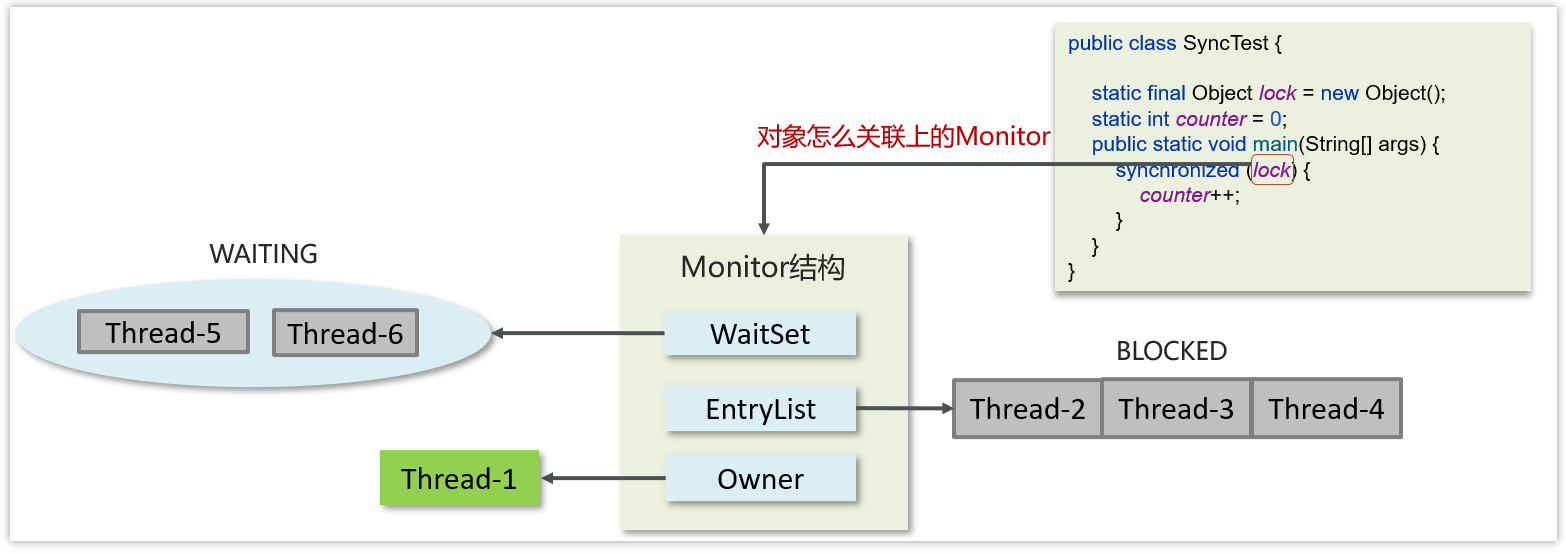 public class SyncTest {
static final Object lock = new Object();
static int counter = 0;
public static void main(String[] args) {
synchronized (lock) {
counter++;
}
}
}
对象怎么关联上的Monitor
WAITING
Thread-5
Thread-6
Monitor结构
WaitSet
EntryList
Owner
BLOCKED
Thread-2
Thread-3
Thread-4
Thread-1